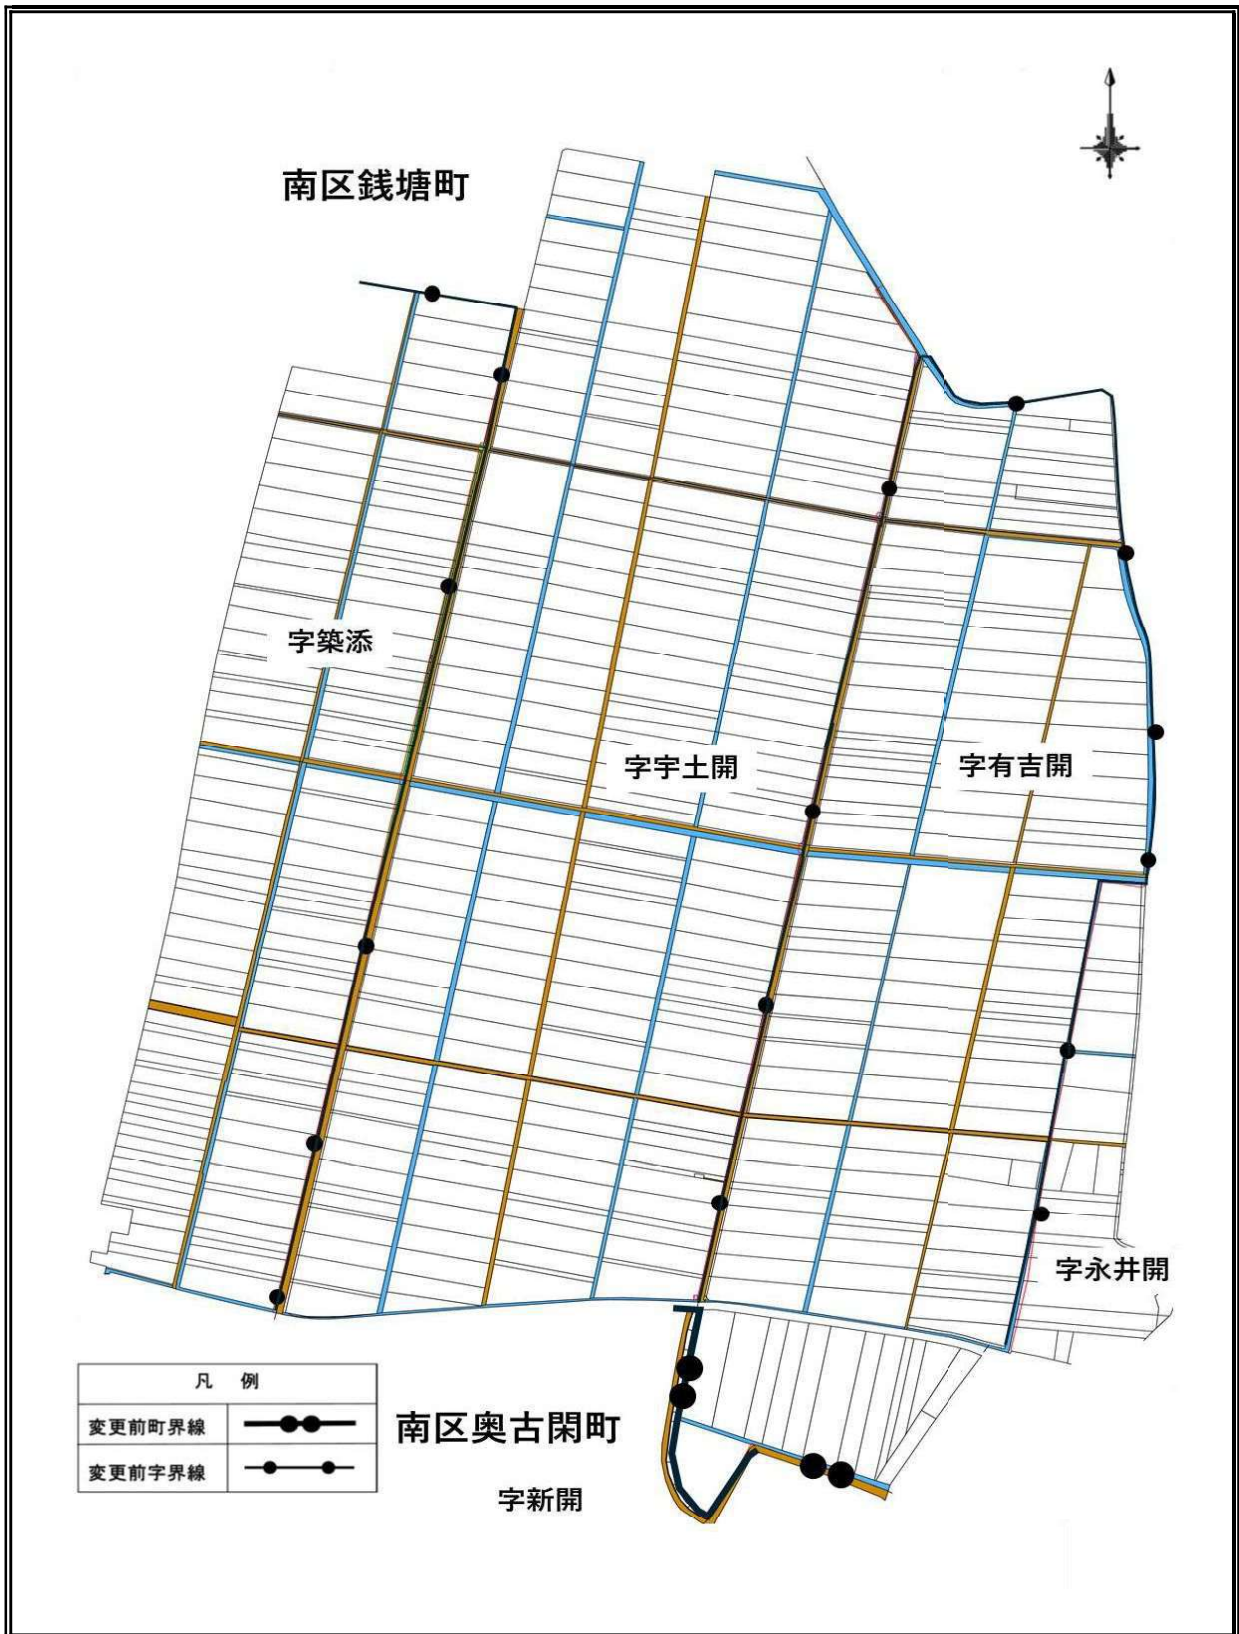 南区銭塘町
字築添
字宇土開
字有吉開
字永井開
凡 例
変更前町界線
変更前字界線
南区奥古閑町
字新開